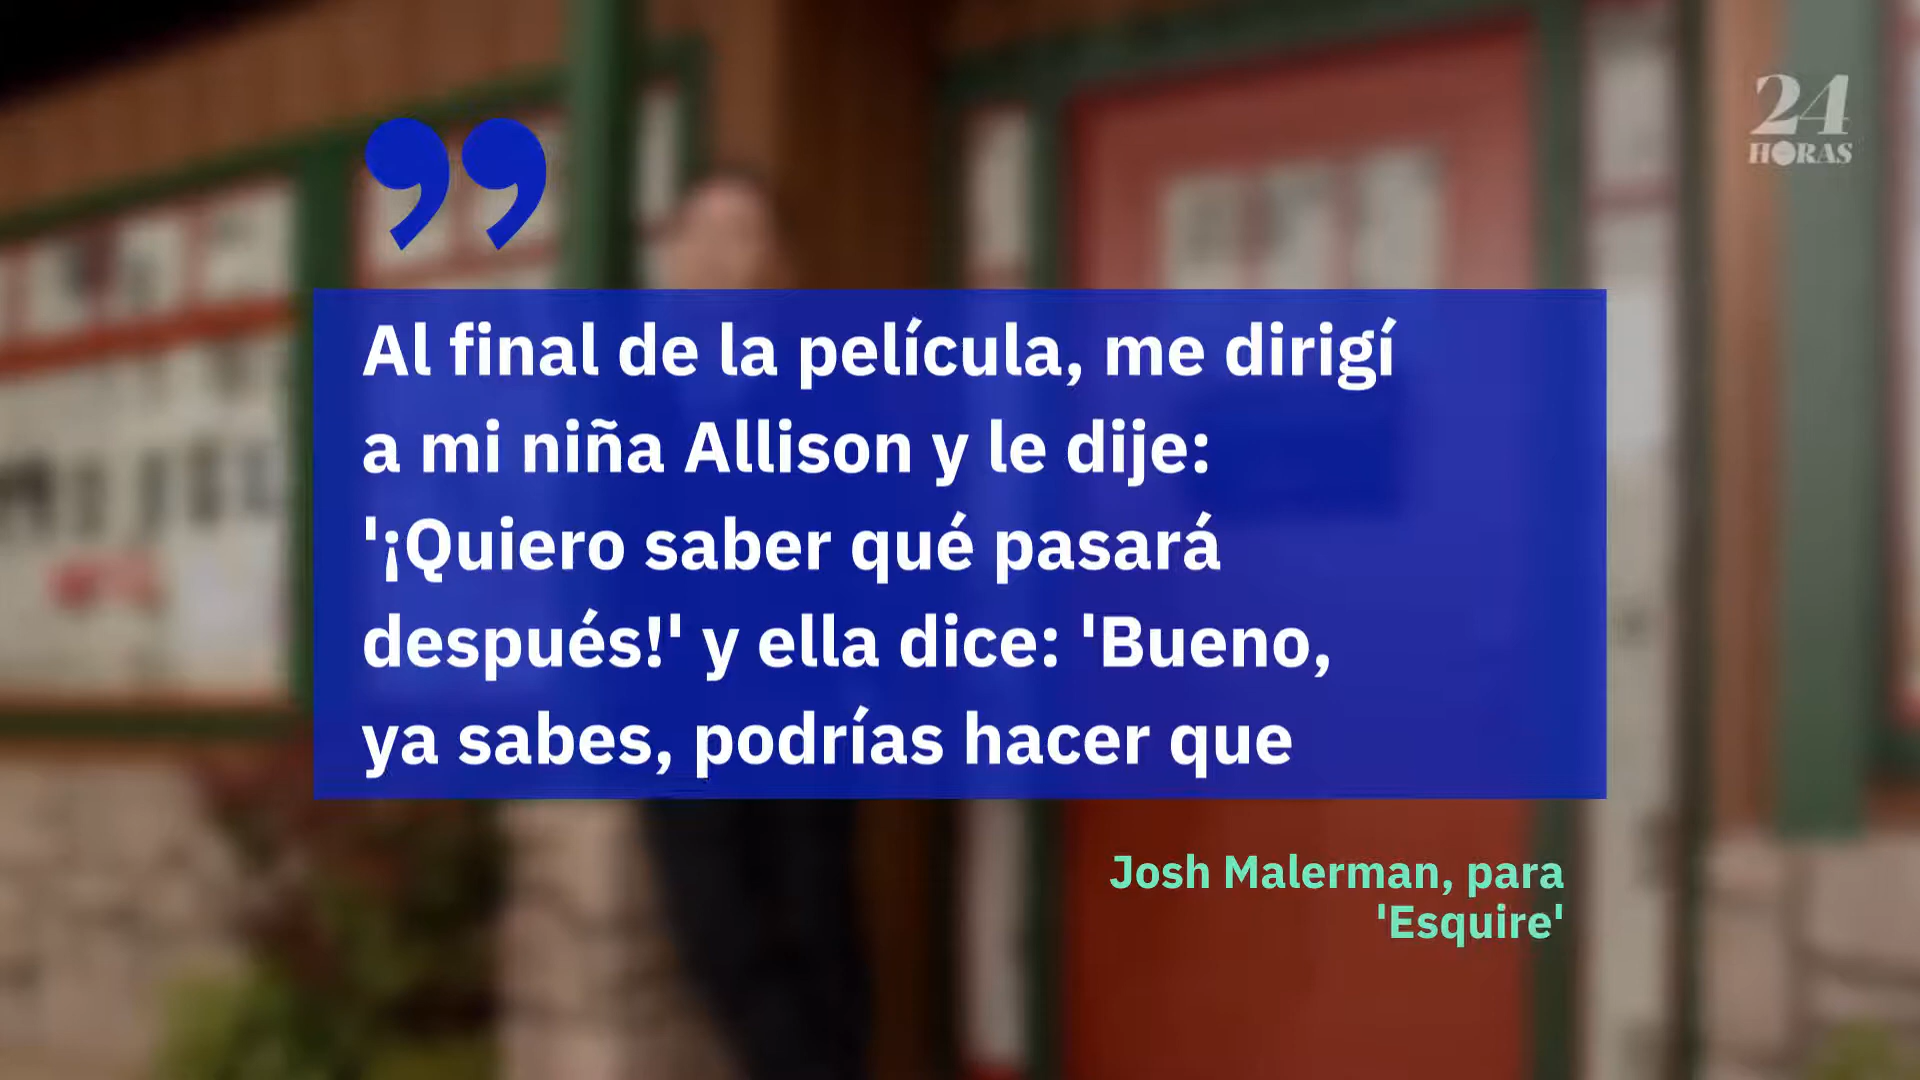 24
HORAS
Al final de la película, me dirigí
a mi niña Allison y le dije:
'¡Quiero saber qué pasará
después!' y ella dice: 'Bueno,
ya sabes, podrías hacer que
Josh Malerman, para
'Esquire'